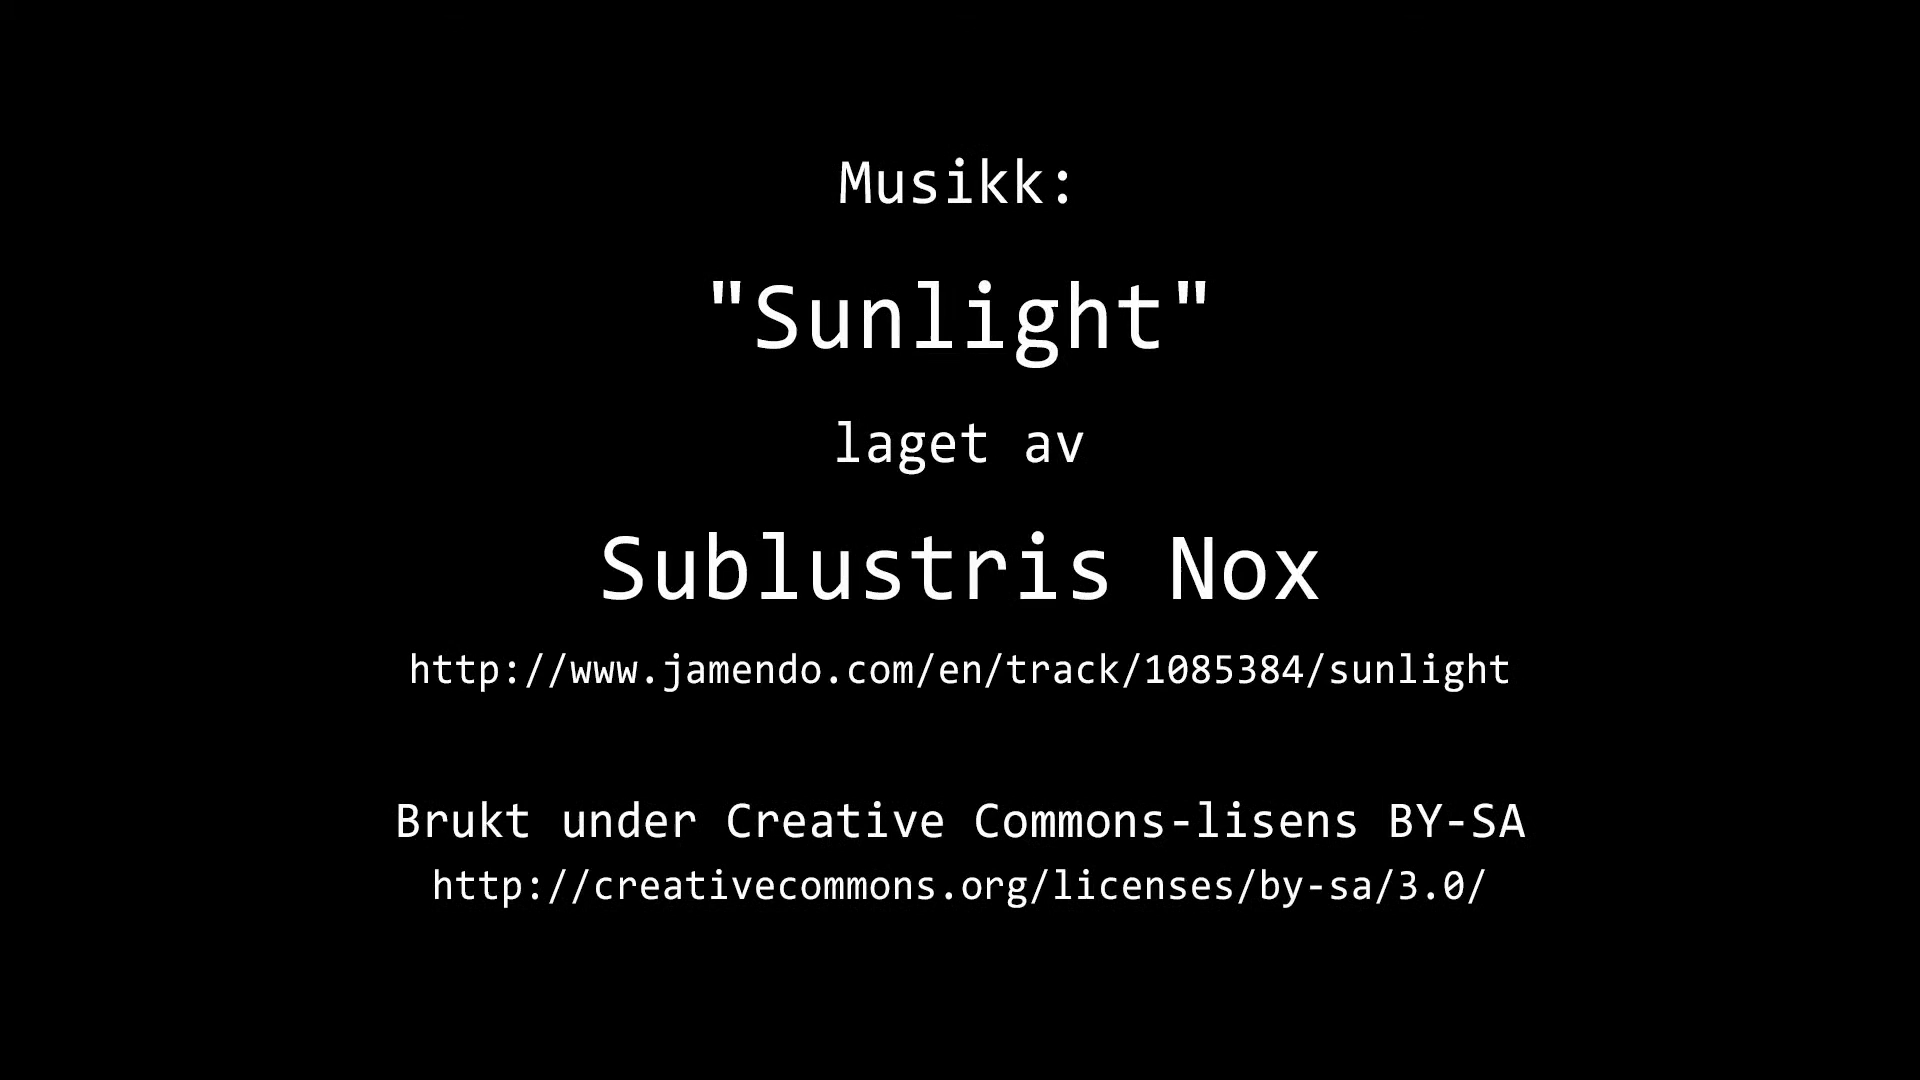 Musikk:
"Sunlight"
laget av
Sublustris Nox
http://www.jamendo.com/en/track/1085384/sunlight
Brukt under Creative Commons-lisens BY-SA
http://creativecommons.org/licenses/by-sa/3.0/